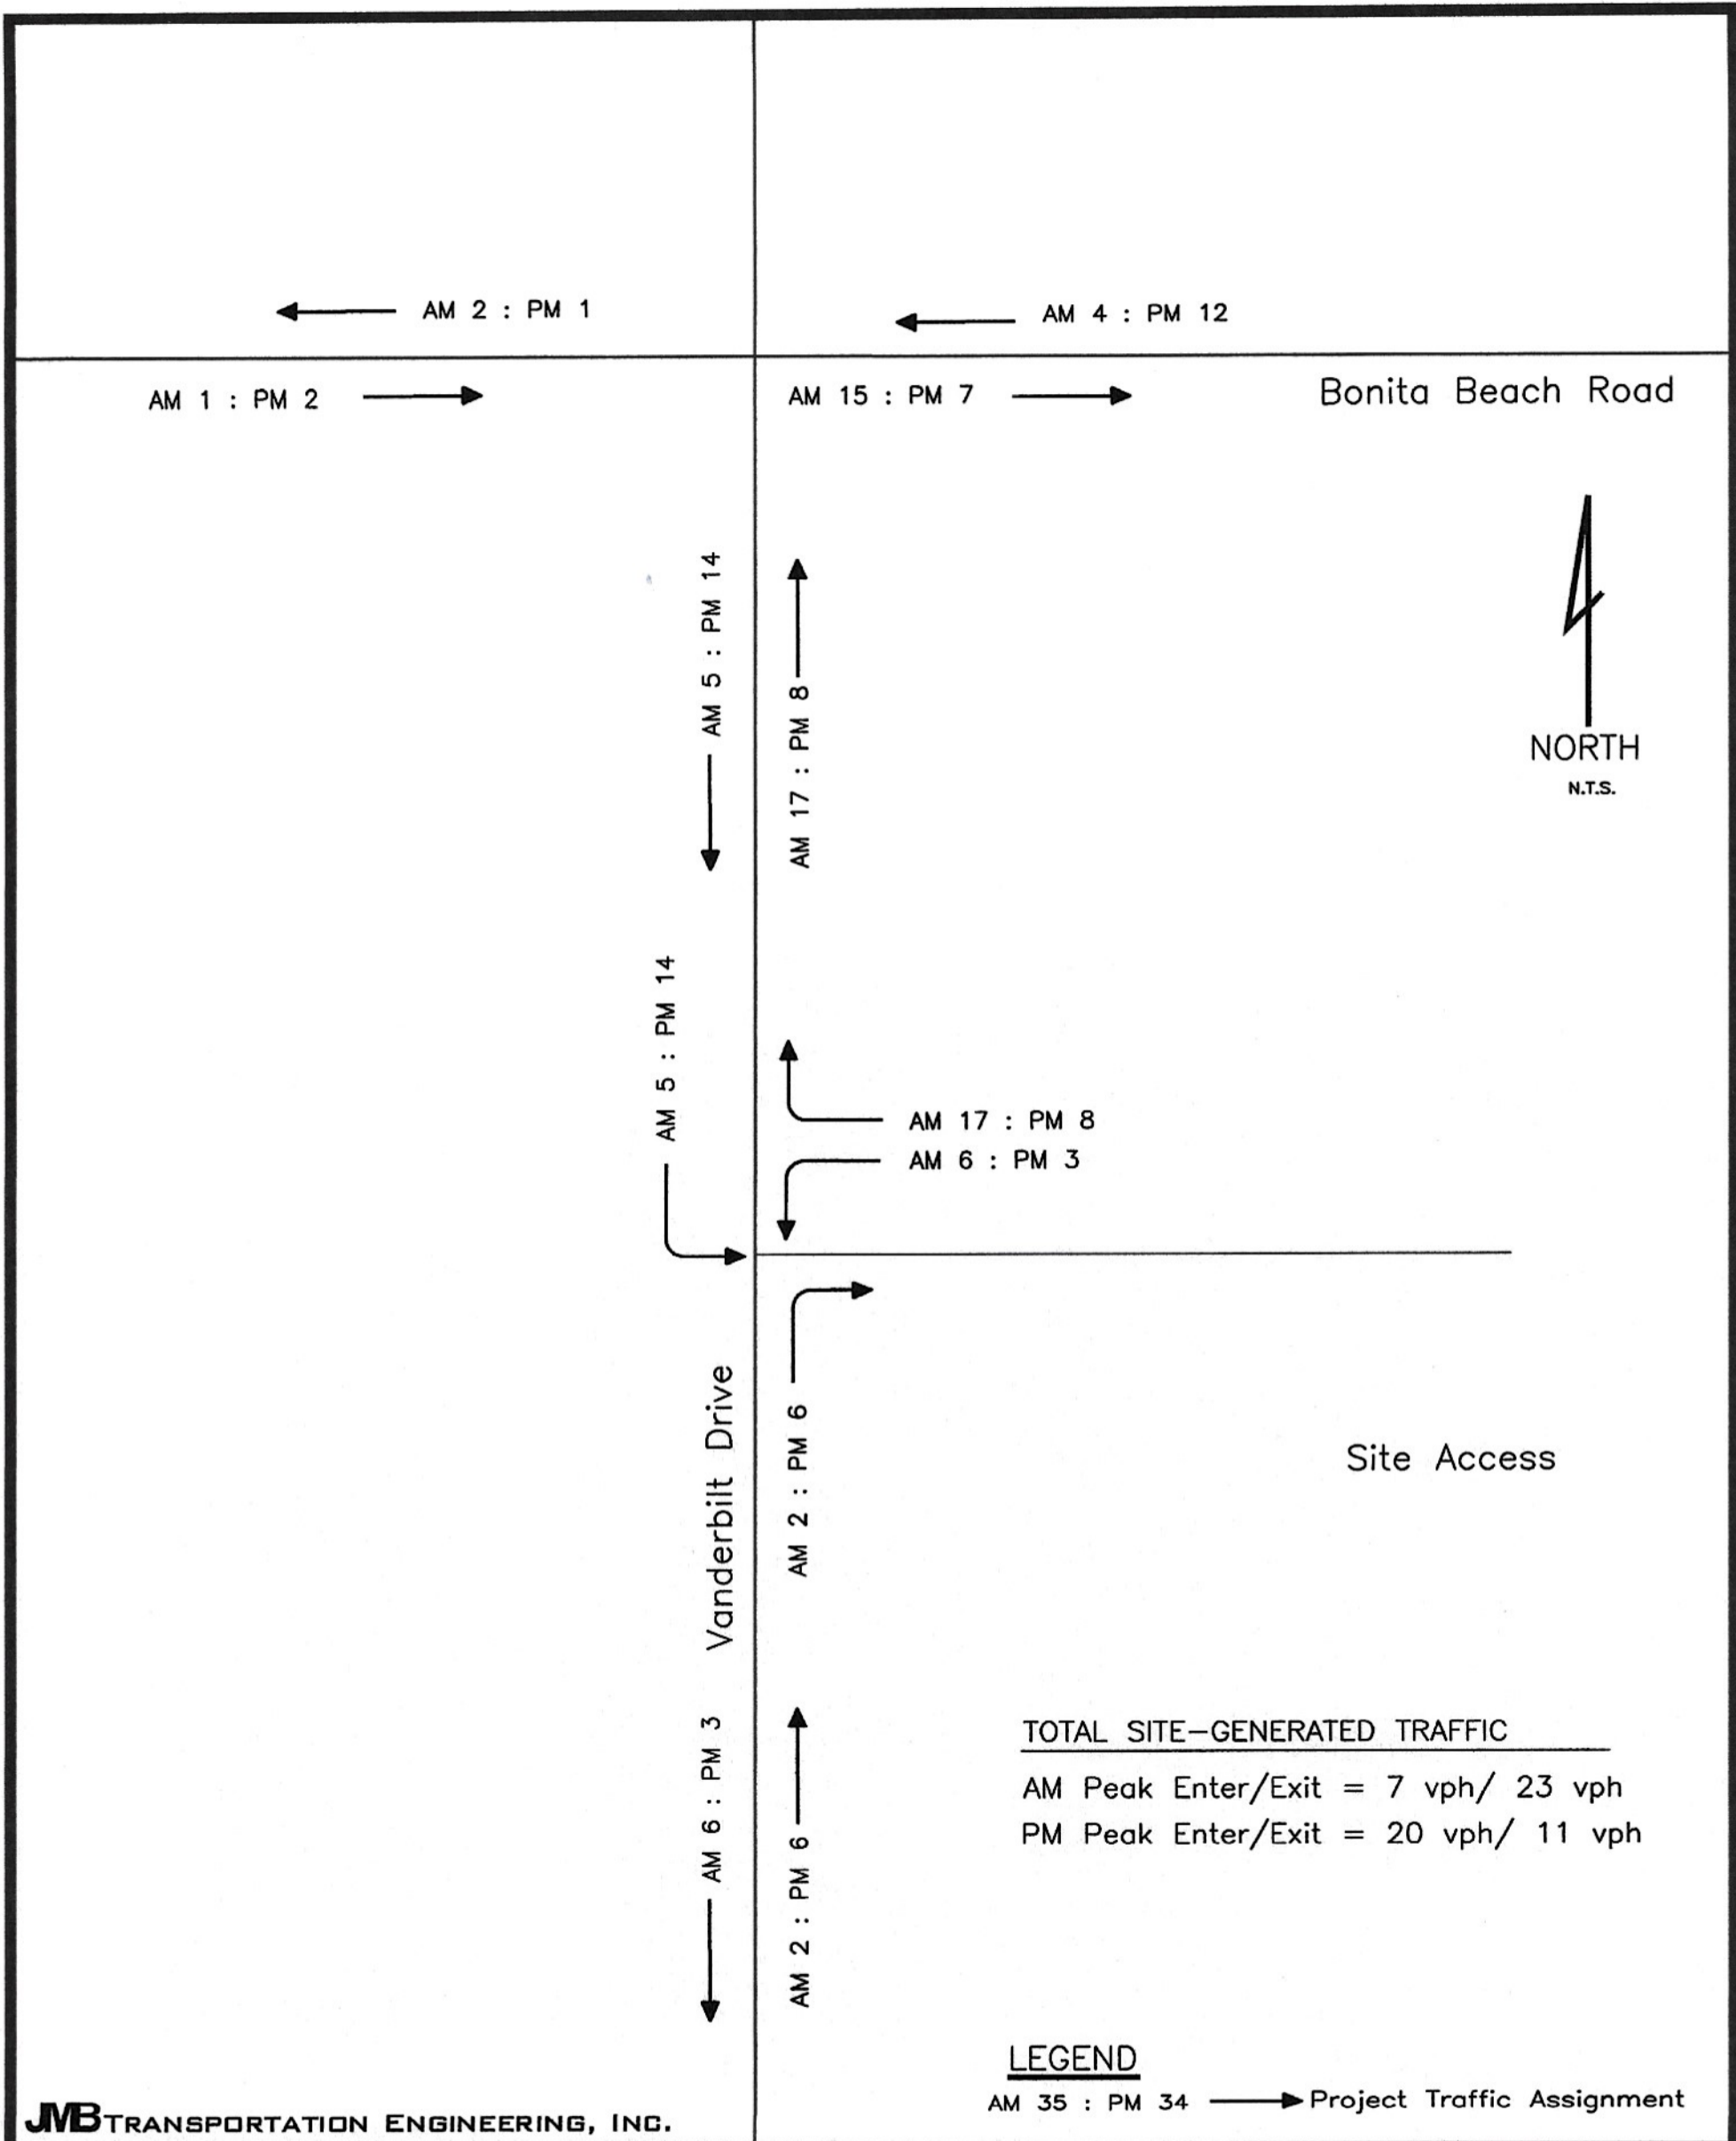 AM 2 : PM 1
AM 4 : PM 12
AM 1 : PM 2
AM 15 : PM 7
Bonita Beach Road
AM 5 : PM 14
AM 17 : PM 8
NORTH
N.T.S.
AM 5 : PM 14
AM 17 : PM 8
AM 6 : PM 3
Vanderbilt Drive
AM 2 : PM 6
Site Access
AM 6 : PM 3
AM 2 : PM 6
TOTAL SITE-GENERATED TRAFFIC
AM Peak Enter/Exit = 7 vph/ 23 vph
PM Peak Enter/Exit = 20 vph/ 11 vph
LEGEND
AM 35 : PM 34 Project Traffic Assignment
JMB TRANSPORTATION ENGINEERING, INC.